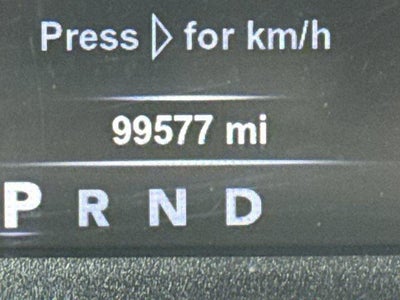 Press ▷ for km/h
99577 mi
P R N D